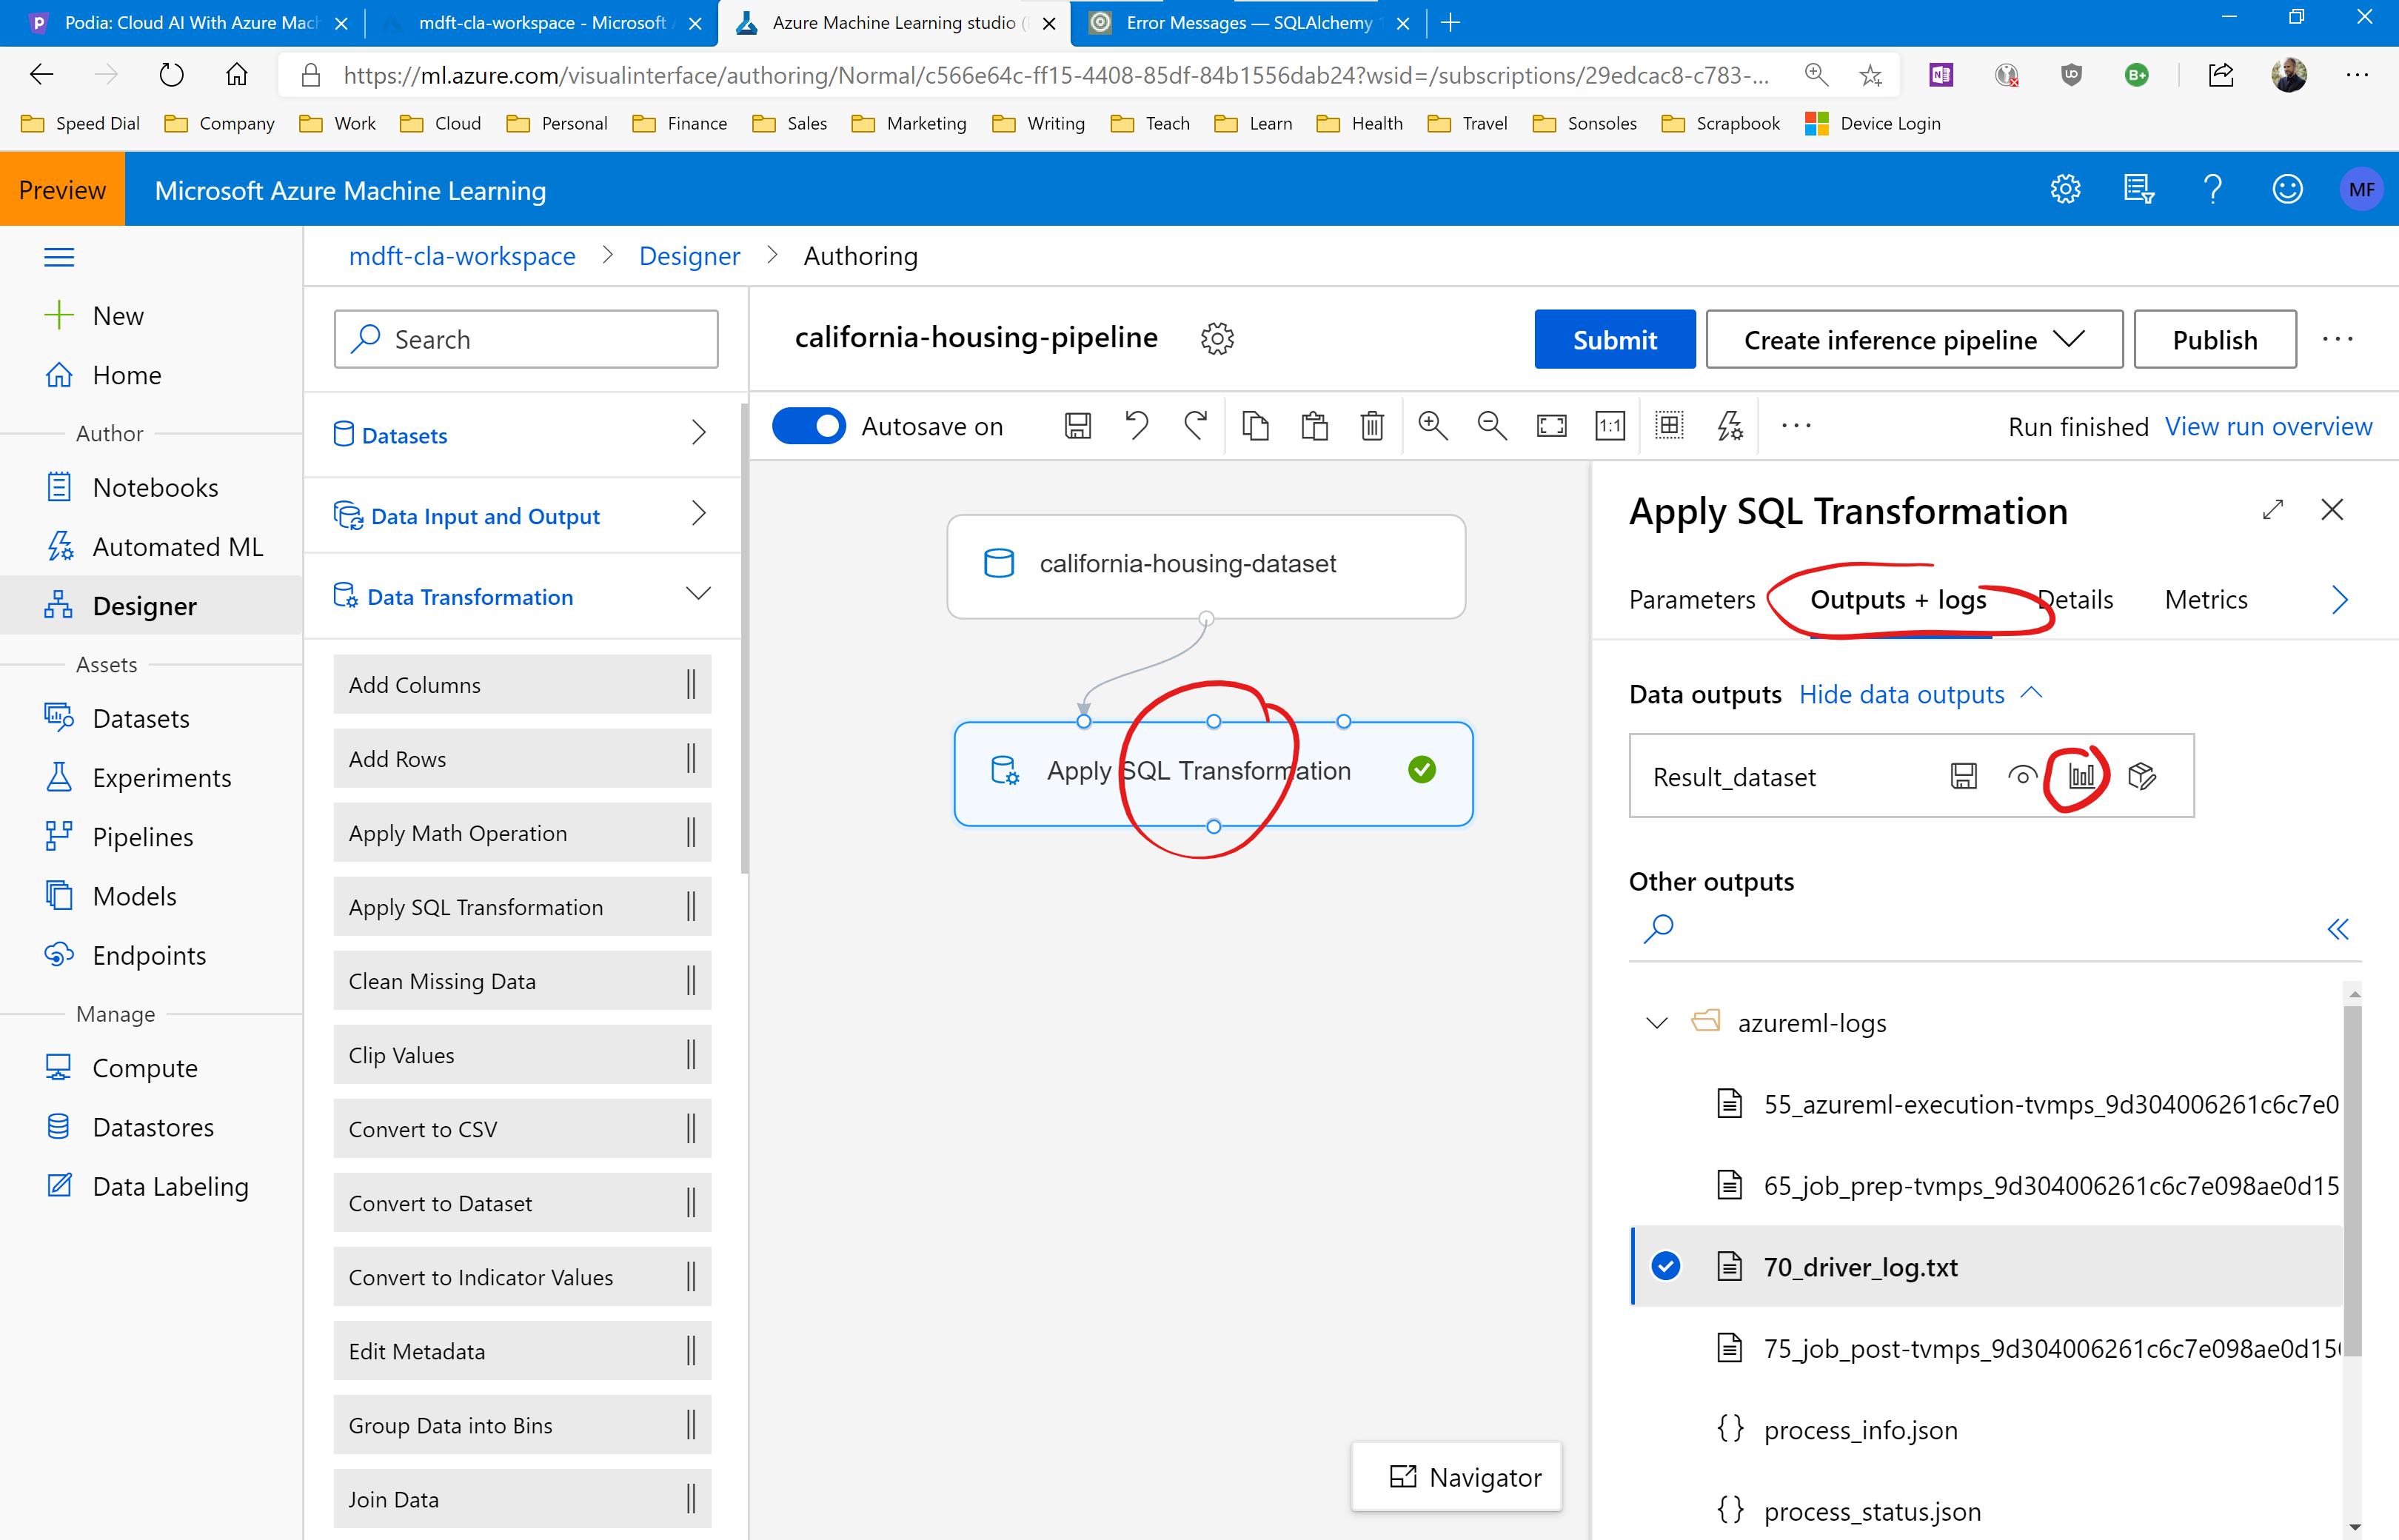 Podia: Cloud AI With Azure Mach
mdft-cla-workspace - Microsoft A
Azure Machine Learning studio (
Error Messages — SQLAlchemy 1
https://ml.azure.com/visualinterface/authoring/Normal/c566e64c-ff15-4408-85df-84b1556dab24?wsid=/subscriptions/29edcac8-c783-...
Speed Dial Company Work Cloud Personal Finance Sales Marketing Writing Teach Learn Health Travel Sonsoles Scrapbook Device Login
Preview Microsoft Azure Machine Learning MF
New
Home
Author
Notebooks
Automated ML
Designer
Assets
Datasets
Experiments
Pipelines
Models
Endpoints
Manage
Compute
Datastores
Data Labeling
mdft-cla-workspace > Designer > Authoring
Search
Datasets
Data Input and Output
Data Transformation
Add Columns
Add Rows
Apply Math Operation
Apply SQL Transformation
Clean Missing Data
Clip Values
Convert to CSV
Convert to Dataset
Convert to Indicator Values
Edit Metadata
Group Data into Bins
Join Data
california-housing-pipeline
Submit Create inference pipeline Publish
Autosave on 1:1 Run finished View run overview
california-housing-dataset
Apply SQL Transformation
Navigator
Apply SQL Transformation
Parameters Outputs + logs Details Metrics
Data outputs Hide data outputs
Result_dataset
Other outputs
azureml-logs
55_azureml-execution-tvmps_9d304006261c6c7e0
65_job_prep-tvmps_9d304006261c6c7e098ae0d15
70_driver_log.txt
75_job_post-tvmps_9d304006261c6c7e098ae0d15
process_info.json
process_status.json